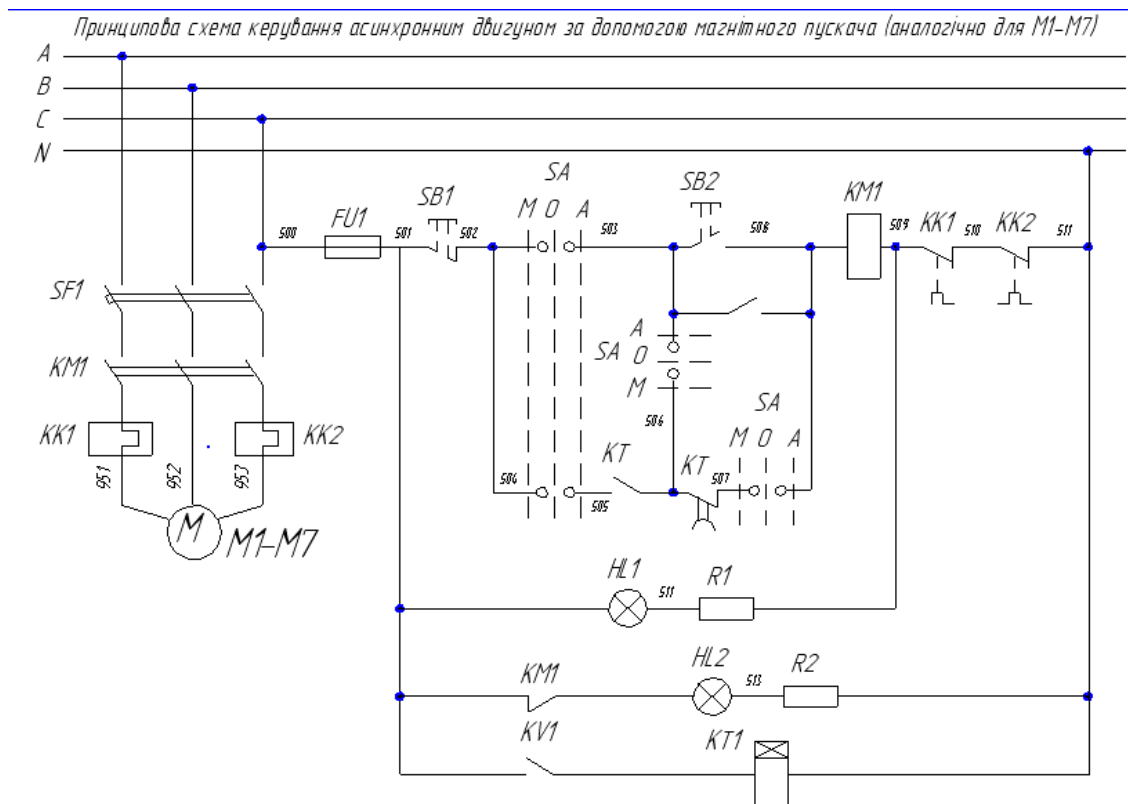 Принципова схема керування асинхронним двигуном за допомогою магнітного пускача (аналогічно для М1-М7)
A
B
C
N
SA
SB1
SB2
KM1
M O A
FU1
500
501
502
503
508
509
KK1
510
KK2
511
SF1
KM1
KK1
KK2
951
952
953
M
M1-M7
A
SA O
M
506
SA
M O A
504
KT
505
KT
507
HL1
511
R1
KM1
HL2
513
R2
KV1
KT1